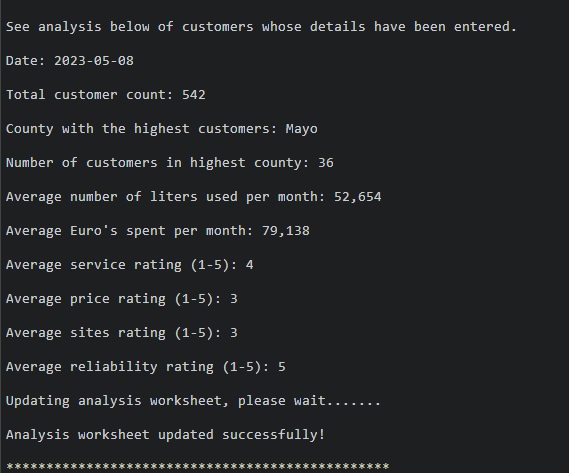 See analysis below of customers whose details have been entered.
Date: 2023-05-08
Total customer count: 542
County with the highest customers: Mayo
Number of customers in highest county: 36
Average number of liters used per month: 52,654
Average Euro's spent per month: 79,138
Average service rating (1-5): 4
Average price rating (1-5): 3
Average sites rating (1-5): 3
Average reliability rating (1-5): 5
Updating analysis worksheet, please wait.......
Analysis worksheet updated successfully!
************************************************